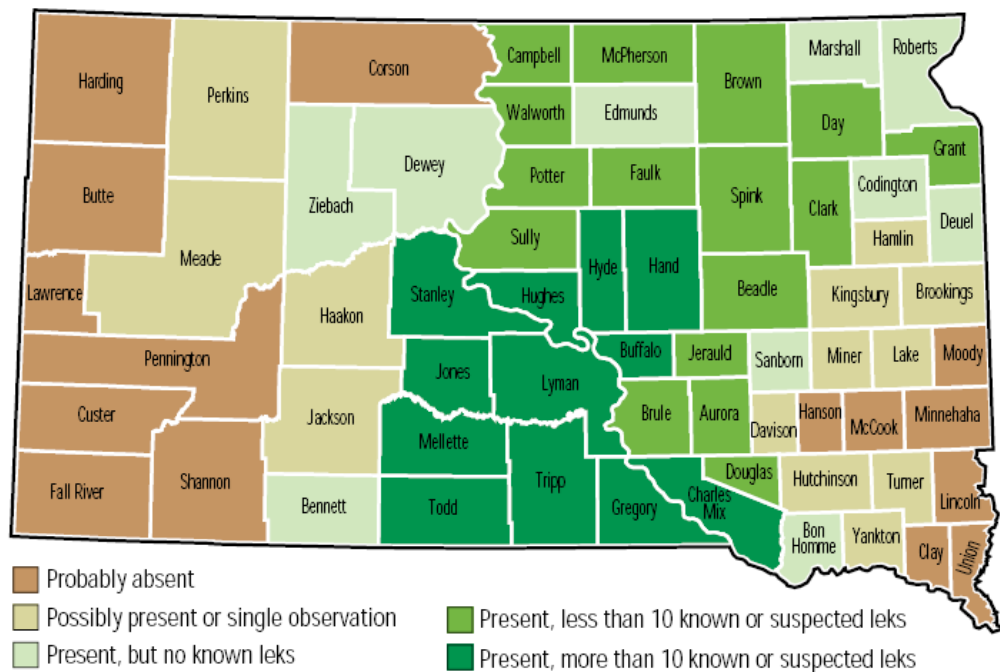 Harding
Perkins
Corson
Campbell
McPherson
Brown
Marshall
Roberts
Walworth
Edmunds
Day
Grant
Butte
Ziebach
Dewey
Potter
Faulk
Spink
Clark
Codington
Deuel
Meade
Sully
Hyde
Hand
Hamlin
Lawrence
Haakon
Stanley
Hughes
Beadle
Kingsbury
Brookings
Pennington
Jones
Lyman
Buffalo
Jerauld
Sanborn
Miner
Lake
Moody
Custer
Jackson
Mellette
Brule
Aurora
Davison
Hanson
McCook
Minnehaha
Fall River
Shannon
Bennett
Todd
Tripp
Gregory
Charles
Mix
Douglas
Hutchinson
Turner
Lincoln
Bon
Homme
Yankton
Clay
Union
Probably absent
Possibly present or single observation
Present, but no known leks
Present, less than 10 known or suspected leks
Present, more than 10 known or suspected leks